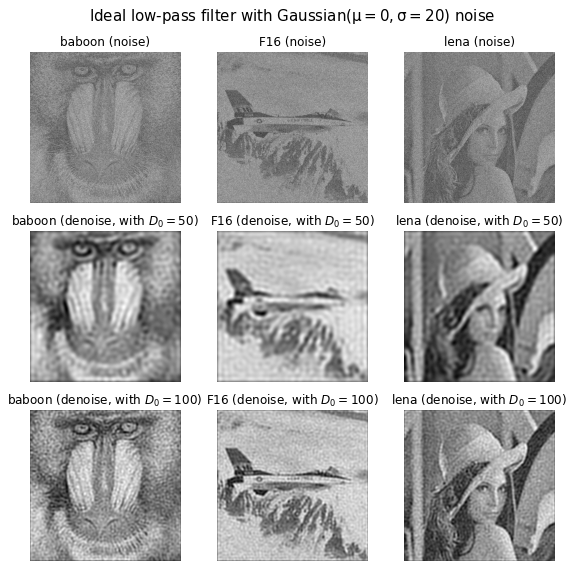 Ideal low-pass filter with Gaussian(μ = 0, σ = 20) noise
baboon (noise) F16 (noise) lena (noise)
baboon (denoise, with D₀ = 50) F16 (denoise, with D₀ = 50) lena (denoise, with D₀ = 50)
baboon (denoise, with D₀ = 100) F16 (denoise, with D₀ = 100) lena (denoise, with D₀ = 100)